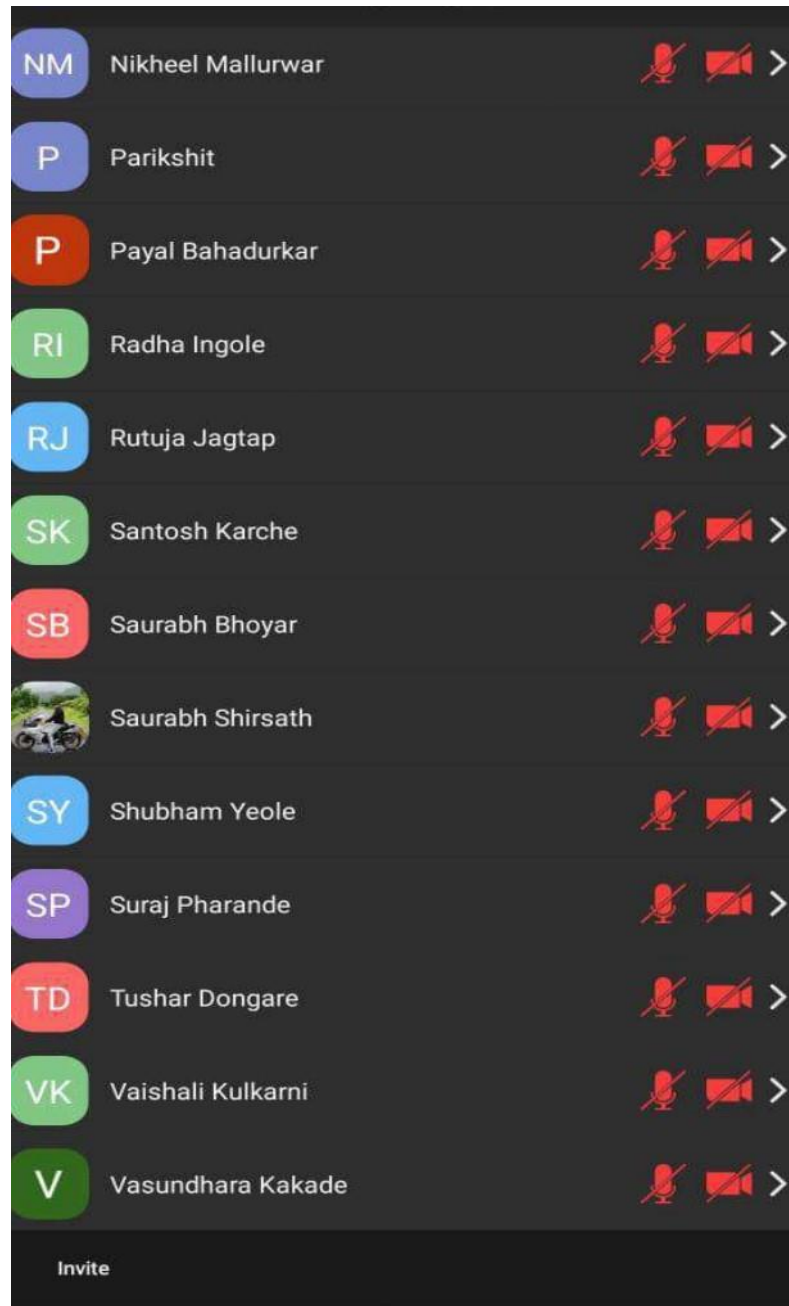 NM Nikheel Mallurwar
P Parikshit
P Payal Bahadurkar
RI Radha Ingole
RJ Rutuja Jagtap
SK Santosh Karche
SB Saurabh Bhoyar
Saurabh Shirsath
SY Shubham Yeole
SP Suraj Pharande
TD Tushar Dongare
VK Vaishali Kulkarni
V Vasundhara Kakade
Invite